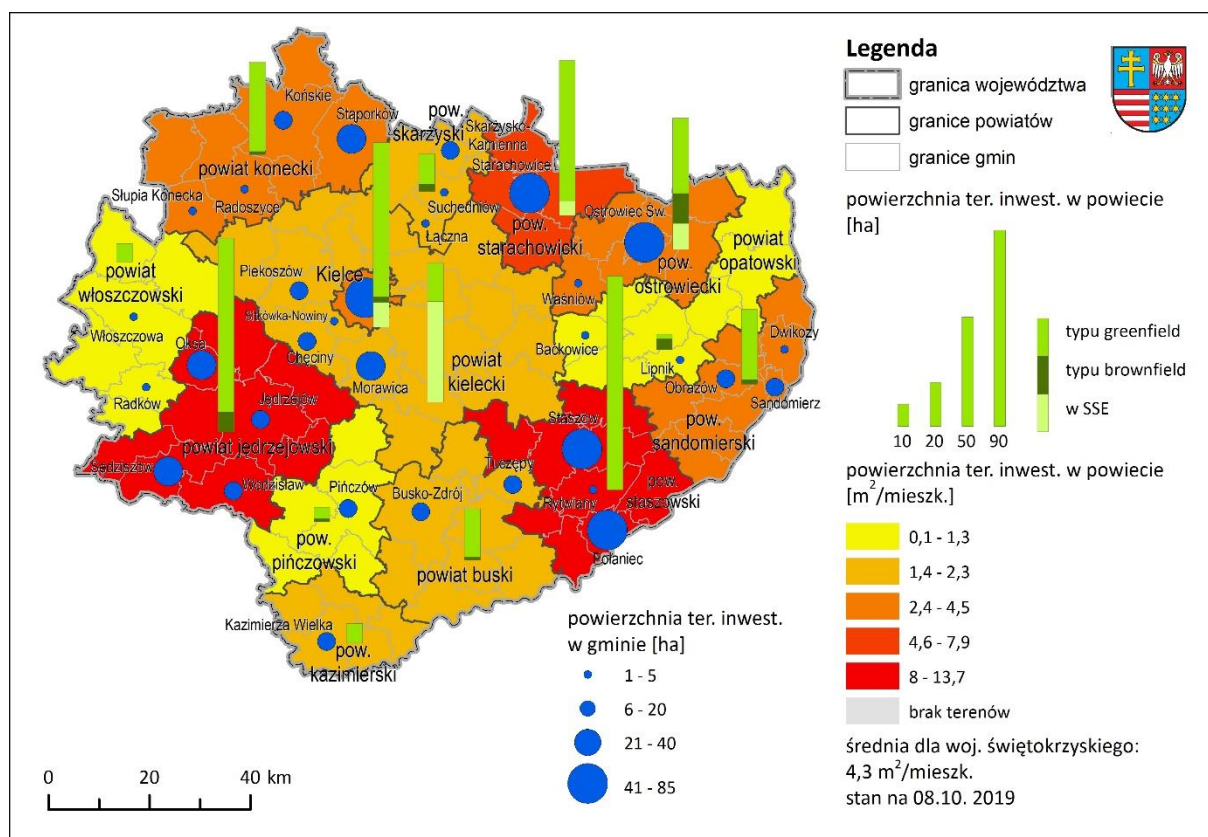 Legenda
granica województwa
granice powiatów
granice gmin
powierzchnia ter. inwest. w powiecie
[ha]
10 20 50 90
typu greenfield
typu brownfield
w SSE
powierzchnia ter. inwest. w powiecie
[m²/mieszk.]
0,1 - 1,3
1,4 - 2,3
2,4 - 4,5
4,6 - 7,9
8 - 13,7
brak terenów
średnia dla woj. świętokrzyskiego:
4,3 m²/mieszk.
stan na 08.10. 2019
powierzchnia ter. inwest.
w gminie [ha]
1 - 5
6 - 20
21 - 40
41 - 85
0 20 40 km
Końskie
Stąporków
pow.
skarżyski
Skarżysko-
Kamienna
Starachowice
powiat konecki
Słupia Konecka
Radoszyce
Suchedniów
Łączna
pow.
starachowicki
Ostrowiec Św.
pow.
ostrowiecki
powiat
opatowski
powiat
włoszczowski
Piekoszów
Kielce
Waśniów
Włoszczowa
Sitkówka-Nowiny
Oksa
Chęciny
Morawica
powiat
kielecki
Baćkowice
Lipnik
Dwikozy
Obrazów
Sandomierz
Radków
Jędrzejów
powiat jędrzejowski
Staszów
pow.
sandomierski
Sędziszów
Wodzisław
Pińczów
Busko-Zdrój
Tuczępy
Rytwiany
pow.
staszowski
pow.
pińczowski
powiat buski
Połaniec
Kazimierza Wielka
pow.
kazimierski